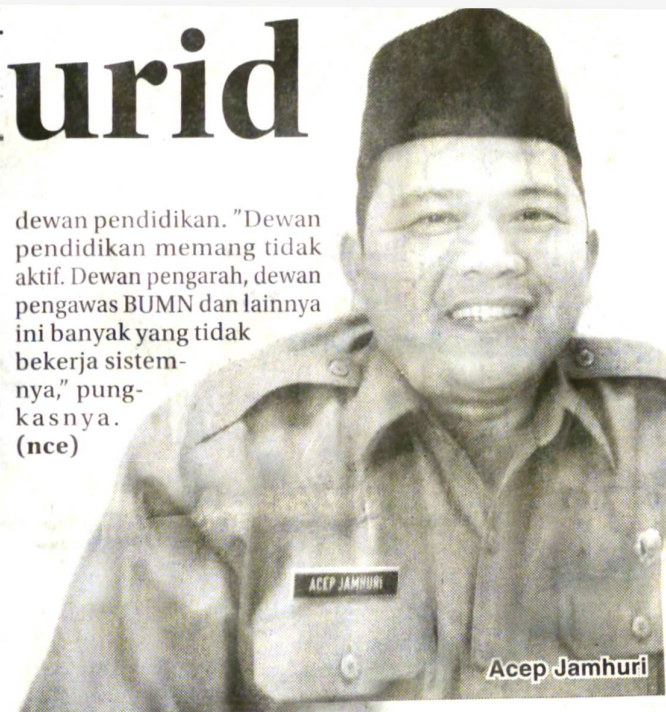 urid
dewan pendidikan. "Dewan
pendidikan memang tidak
aktif. Dewan pengarah, dewan
pengawas BUMN dan lainnya
ini banyak yang tidak
bekerja sistem-
nya," pung-
kasnya.
(nce)
ACEP JAMHURI
Acep Jamhuri